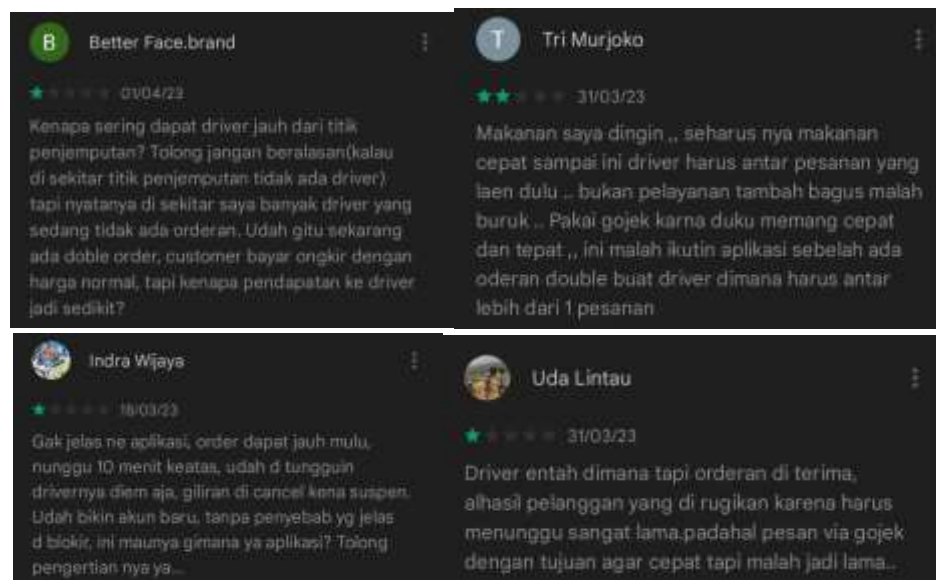 B
Better Face.brand
01/04/23
Kenapa sering dapat driver jauh dari titik
penjemputan? Tolong jangan beralasan(kalau
di sekitar titik penjemputan tidak ada driver)
tapi nyatanya di sekitar saya banyak driver yang
sedang tidak ada orderan. Udah gitu sekarang
ada doble order, customer bayar ongkir dengan
harga normal, tapi kenapa pendapatan ke driver
jadi sedikit?
T
Tri Murjoko
31/03/23
Makanan saya dingin ,, seharus nya makanan
cepat sampai ini driver harus antar pesanan yang
laen dulu .. bukan pelayanan tambah bagus malah
buruk .. Pakai gojek karna duku memang cepat
dan tepat ,, ini malah ikutin aplikasi sebelah ada
oderan double buat driver dimana harus antar
lebih dari 1 pesanan
Indra Wijaya
18/03/23
Gak jelas ne aplikasi, order dapat jauh mulu,
nunggu 10 menit keatas, udah d tungguin
drivernya diem aja, giliran di cancel kena suspen.
Udah bikin akun baru, tanpa penyebab yg jelas
d blokir, ini maunya gimana ya aplikasi? Tolong
pengertian nya ya...
Uda Lintau
31/03/23
Driver entah dimana tapi orderan di terima,
alhasil pelanggan yang di rugikan karena harus
menunggu sangat lama.padahal pesan via gojek
dengan tujuan agar cepat tapi malah jadi lama..